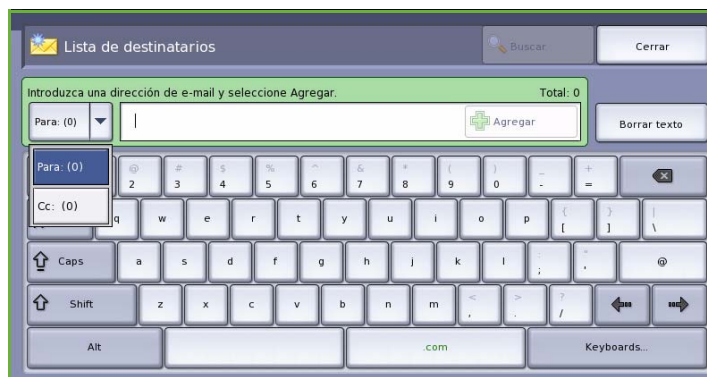 Lista de destinatarios
Buscar
Cerrar
Introduzca una dirección de e-mail y seleccione Agregar.
Total: 0
Para: (0)
Agregar
Borrar texto
Para: (0)
Cc: (0)
@ # $ % ^ & * ( ) _ +
2 3 4 5 6 7 8 9 0 - =
q w e r t y u i o p { [ } ] | \
Caps a s d f g h j k l : ; " ' @
Shift z x c v b n m < , > . ? /
Alt .com Keyboards...